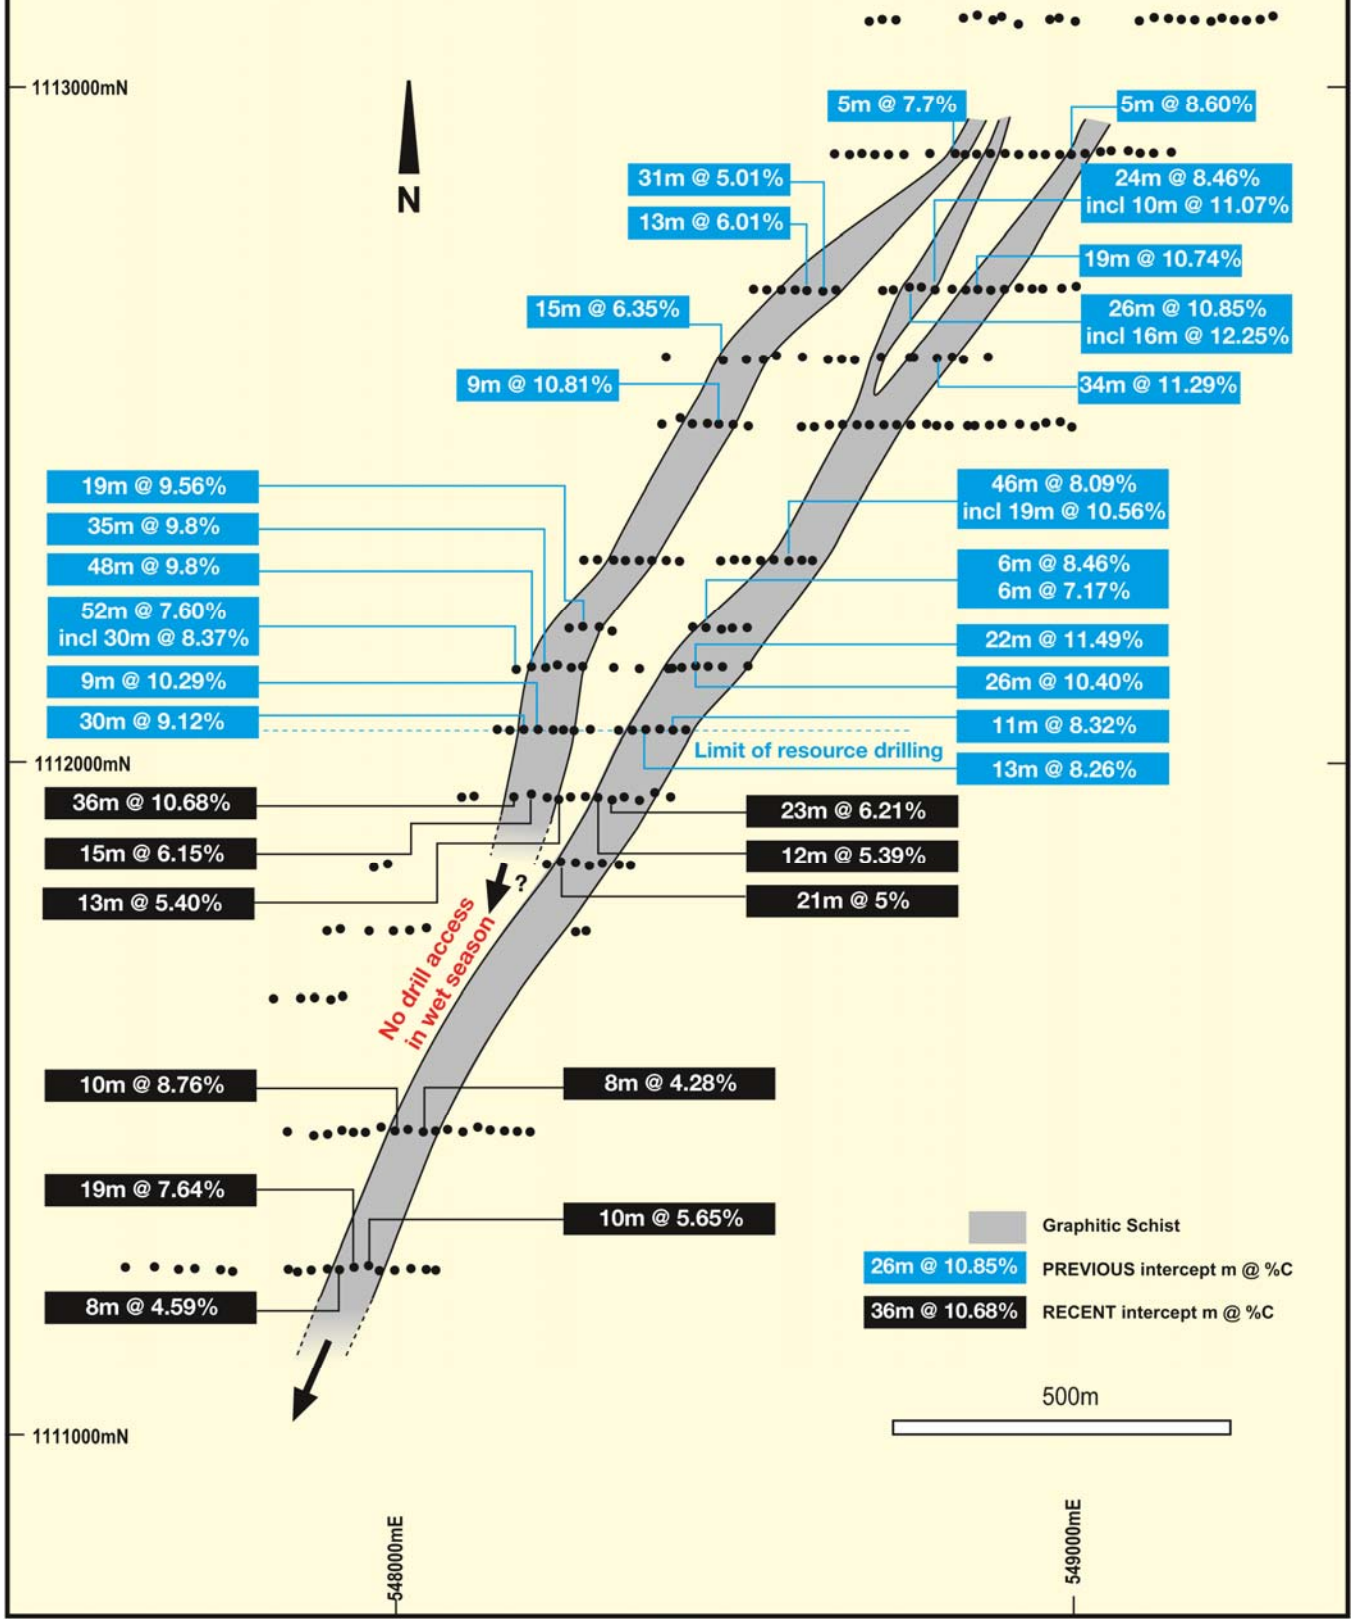 1113000mN
N
5m @ 7.7%
5m @ 8.60%
31m @ 5.01%
24m @ 8.46%
incl 10m @ 11.07%
13m @ 6.01%
19m @ 10.74%
15m @ 6.35%
26m @ 10.85%
incl 16m @ 12.25%
9m @ 10.81%
34m @ 11.29%
19m @ 9.56%
46m @ 8.09%
incl 19m @ 10.56%
35m @ 9.8%
48m @ 9.8%
6m @ 8.46%
6m @ 7.17%
52m @ 7.60%
incl 30m @ 8.37%
22m @ 11.49%
9m @ 10.29%
26m @ 10.40%
30m @ 9.12%
11m @ 8.32%
Limit of resource drilling
1112000mN
13m @ 8.26%
36m @ 10.68%
23m @ 6.21%
15m @ 6.15%
12m @ 5.39%
?
13m @ 5.40%
21m @ 5%
No drill access
in wet season
10m @ 8.76%
8m @ 4.28%
19m @ 7.64%
10m @ 5.65%
8m @ 4.59%
Graphitic Schist
26m @ 10.85%
PREVIOUS intercept m @ %C
36m @ 10.68%
RECENT intercept m @ %C
500m
1111000mN
548000mE
549000mE